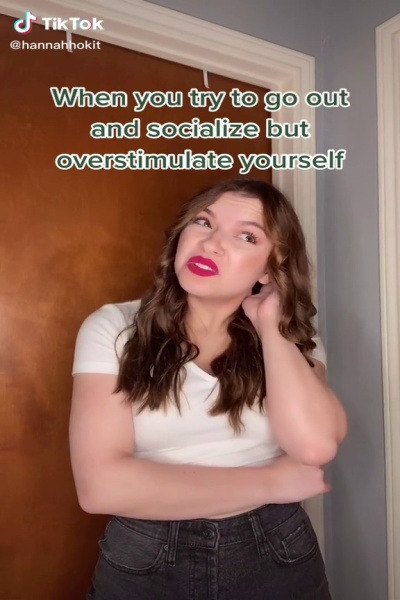 TikTok
@hannahhokit
When you try to go out
and socialize but
overstimulate yourself